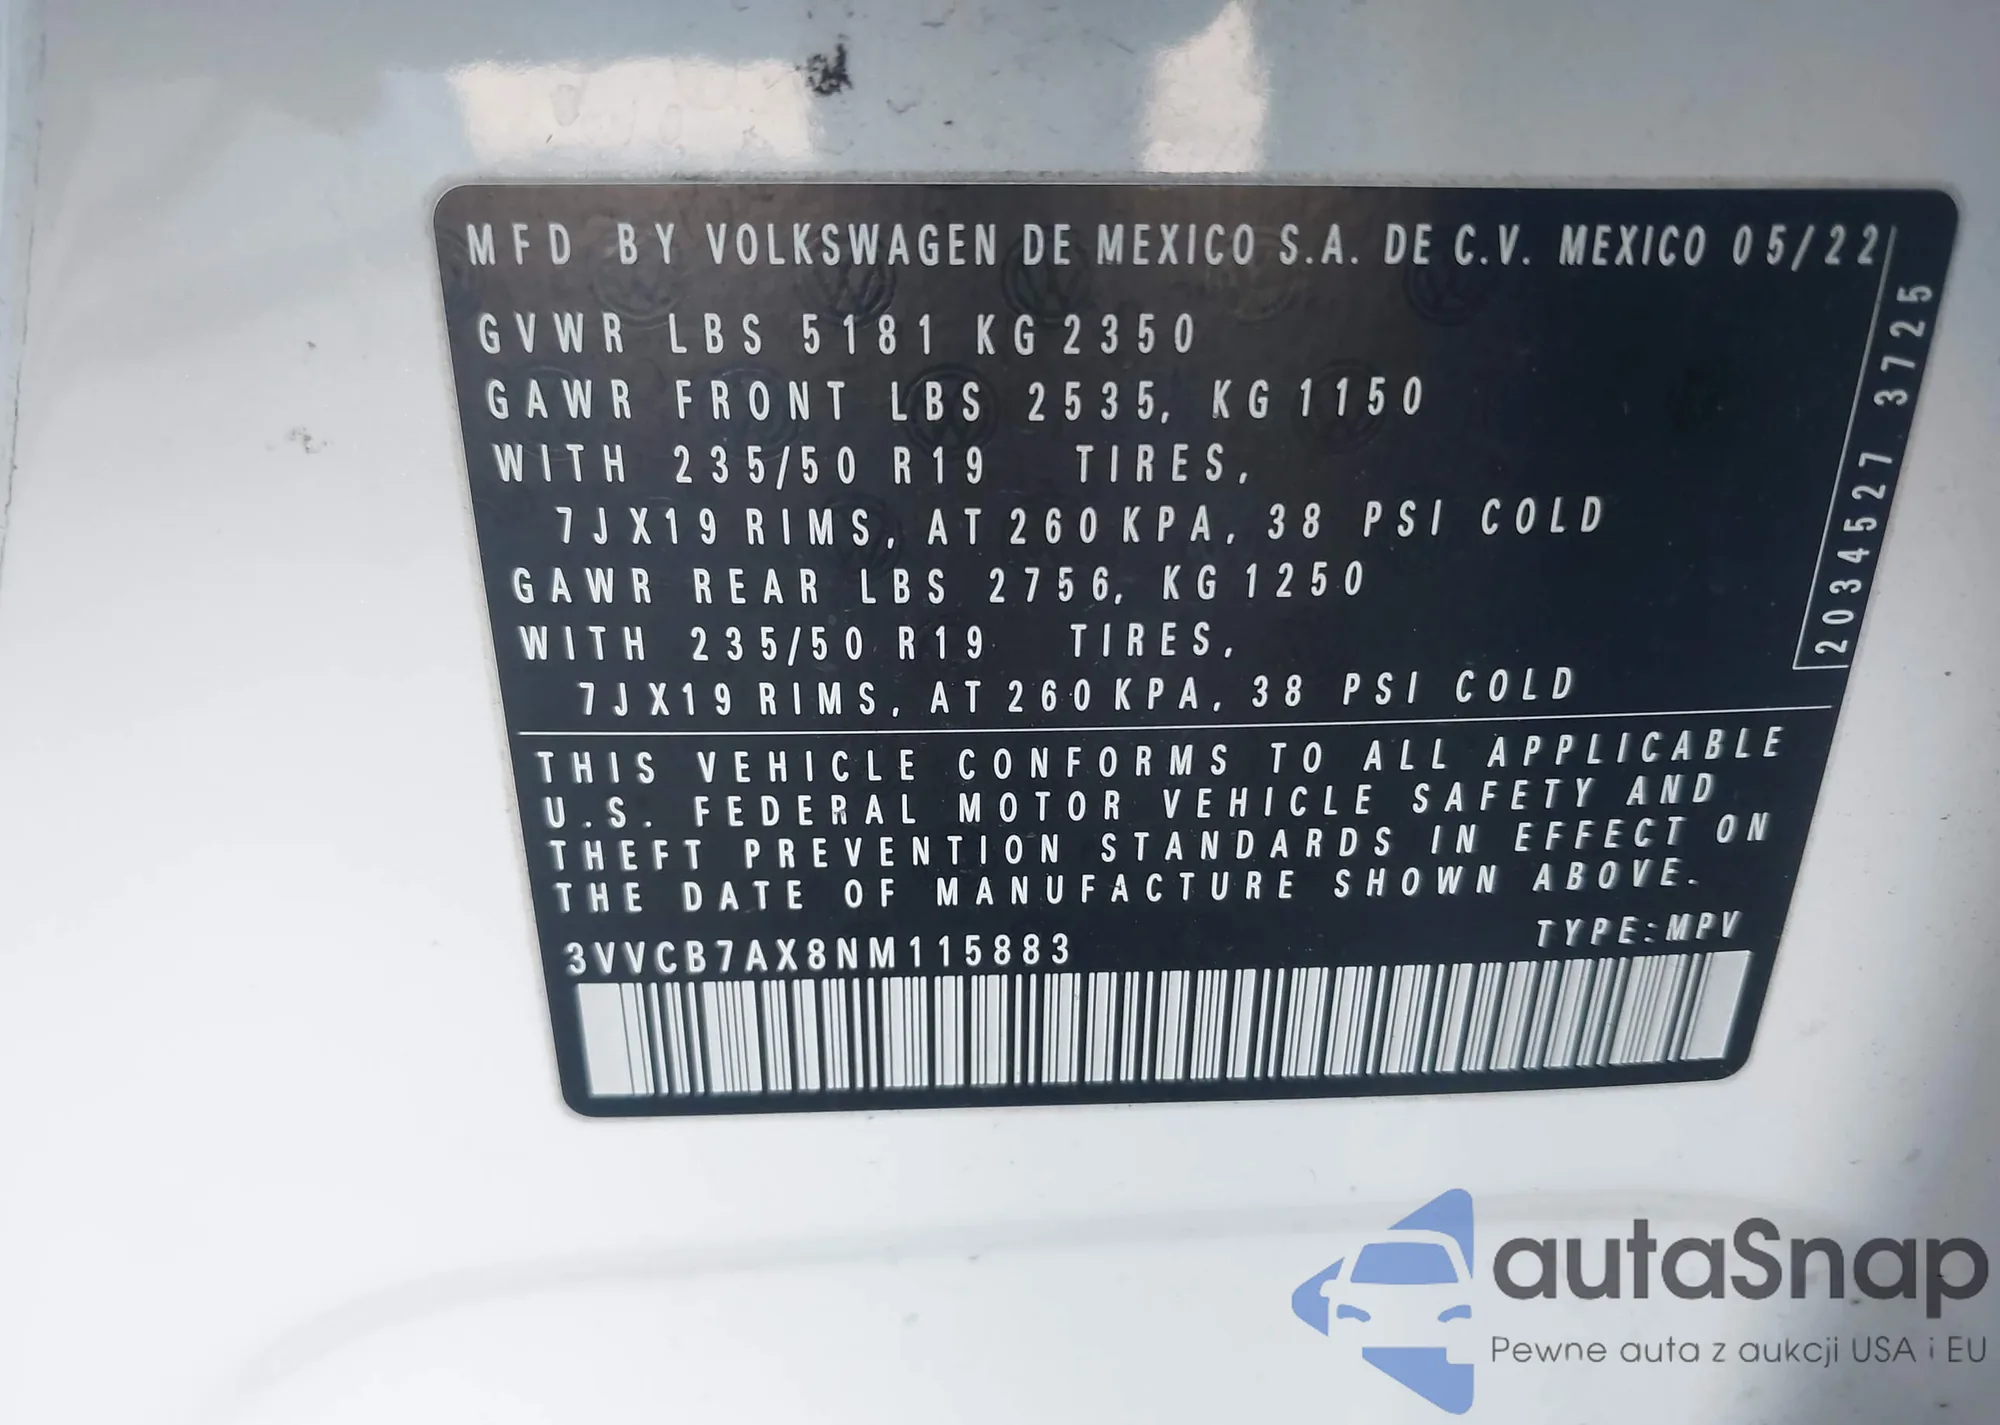 MFD BY VOLKSWAGEN DE MEXICO S.A. DE C.V. MEXICO 05/22
GVWR LBS 5181 KG 2350
GAWR FRONT LBS 2535, KG 1150
WITH 235/50 R19 TIRES,
7JX19 RIMS, AT 260 KPA, 38 PSI COLD
GAWR REAR LBS 2756, KG 1250
WITH 235/50 R19 TIRES,
7JX19 RIMS, AT 260 KPA, 38 PSI COLD
2034527 3725
THIS VEHICLE CONFORMS TO ALL APPLICABLE
U.S. FEDERAL MOTOR VEHICLE SAFETY AND
THEFT PREVENTION STANDARDS IN EFFECT ON
THE DATE OF MANUFACTURE SHOWN ABOVE.
3VVCB7AX8NM115883
TYPE:MPV
autaSnap
Pewne auta z aukcji USA i EU